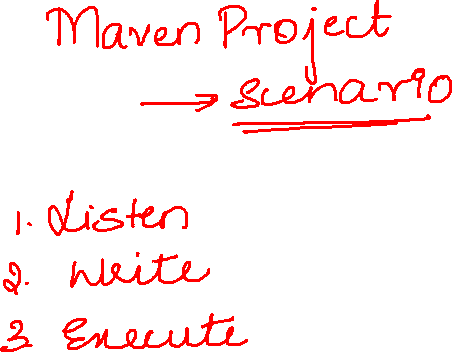 Maven Project
→ Scenario
1. Listen
2. Write
3 Execute